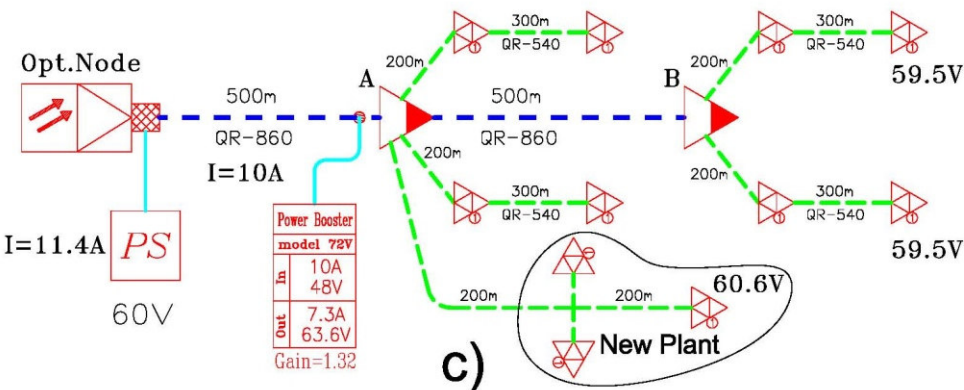 Opt.Node
500m
QR-860
I=10A
I=11.4A
PS
60V
Power Booster
model 72V
In
10A
48V
Out
7.3A
63.6V
Gain=1.32
A
200m
300m
QR-540
500m
QR-860
200m
300m
QR-540
B
200m
300m
QR-540
59.5V
200m
300m
QR-540
59.5V
200m
200m
60.6V
New Plant
c)